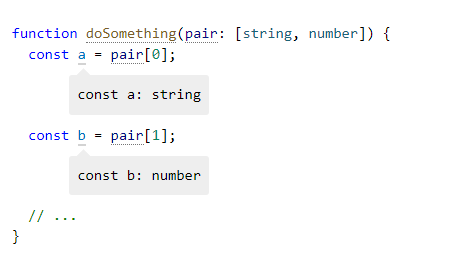 function doSomething(pair: [string, number]) {
const a = pair[0];
const a: string
const b = pair[1];
const b: number
// ...
}